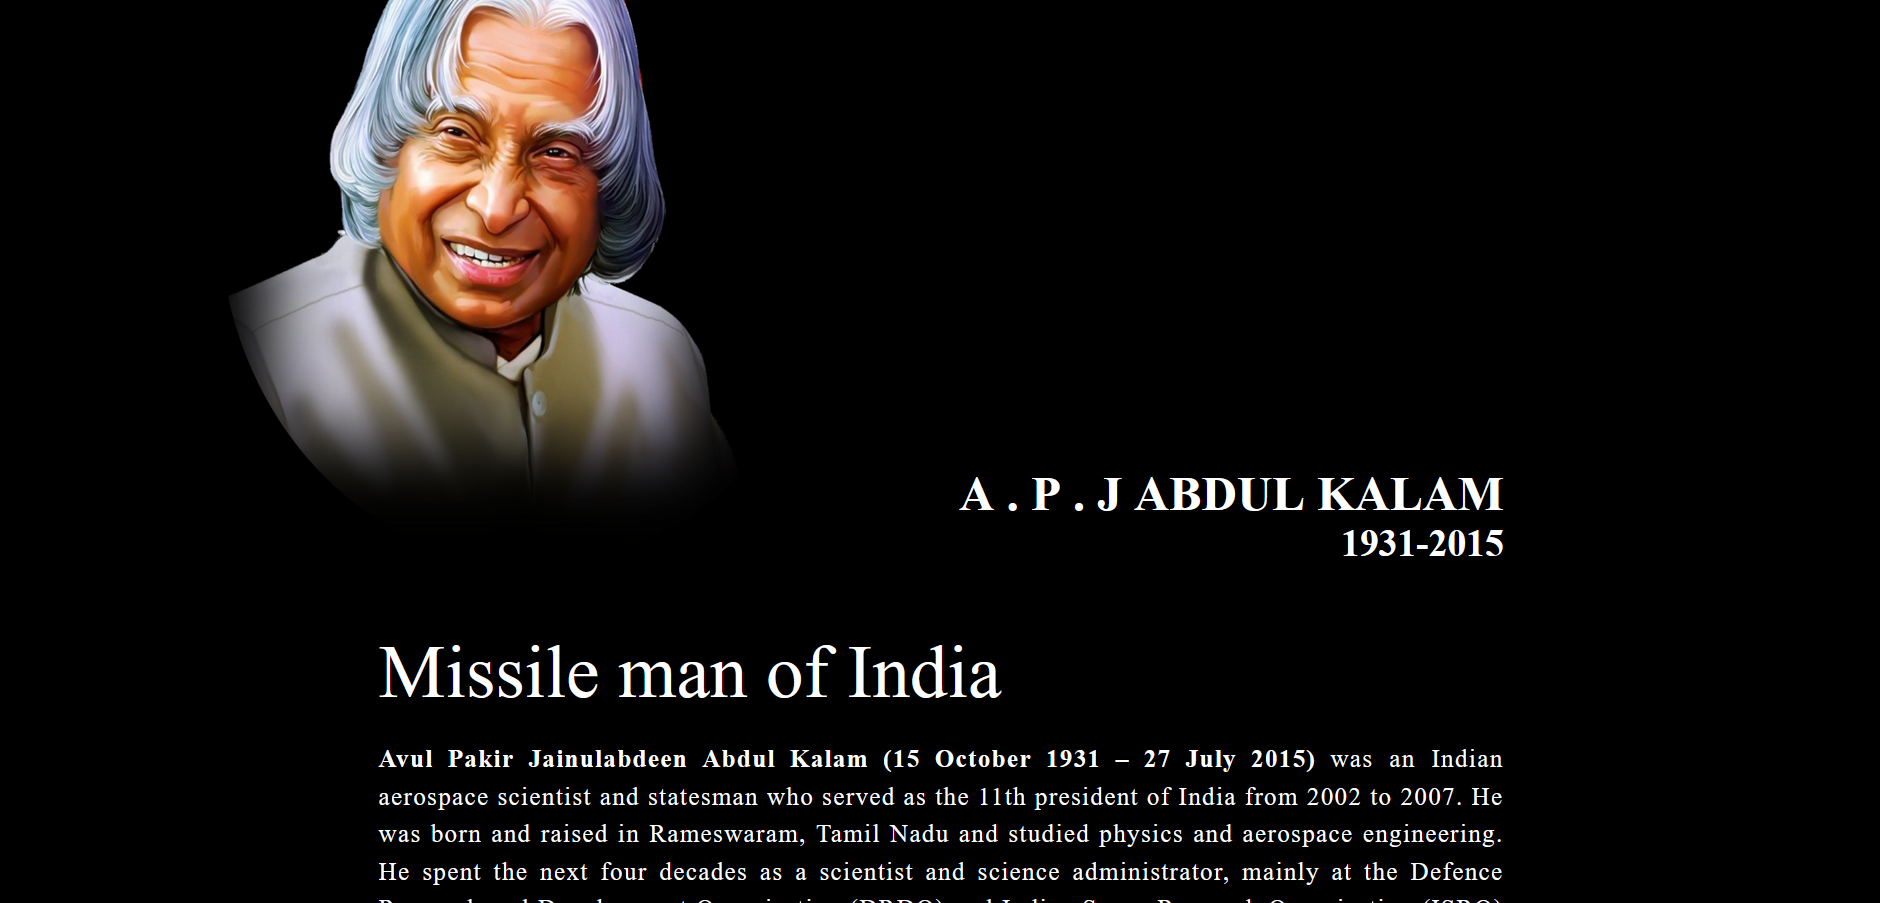 A . P . J ABDUL KALAM
1931-2015
Missile man of India
Avul Pakir Jainulabdeen Abdul Kalam (15 October 1931 – 27 July 2015) was an Indian
aerospace scientist and statesman who served as the 11th president of India from 2002 to 2007. He
was born and raised in Rameswaram, Tamil Nadu and studied physics and aerospace engineering.
He spent the next four decades as a scientist and science administrator, mainly at the Defence